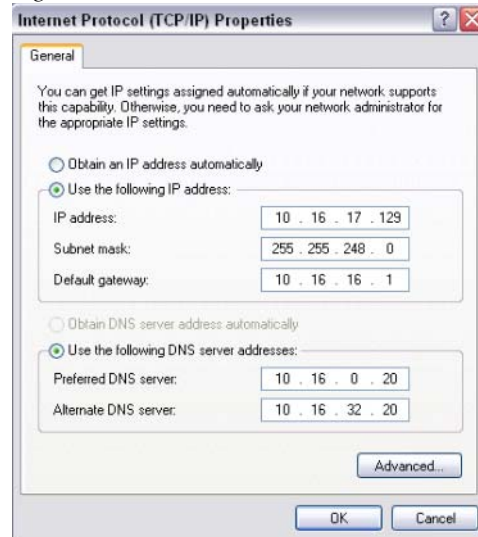 Internet Protocol (TCP/IP) Properties
General
You can get IP settings assigned automatically if your network supports
this capability. Otherwise, you need to ask your network administrator for
the appropriate IP settings.
Obtain an IP address automatically
Use the following IP address:
IP address: 10 . 16 . 17 . 129
Subnet mask: 255 . 255 . 248 . 0
Default gateway: 10 . 16 . 16 . 1
Obtain DNS server address automatically
Use the following DNS server addresses:
Preferred DNS server: 10 . 16 . 0 . 20
Alternate DNS server: 10 . 16 . 32 . 20
Advanced...
OK Cancel